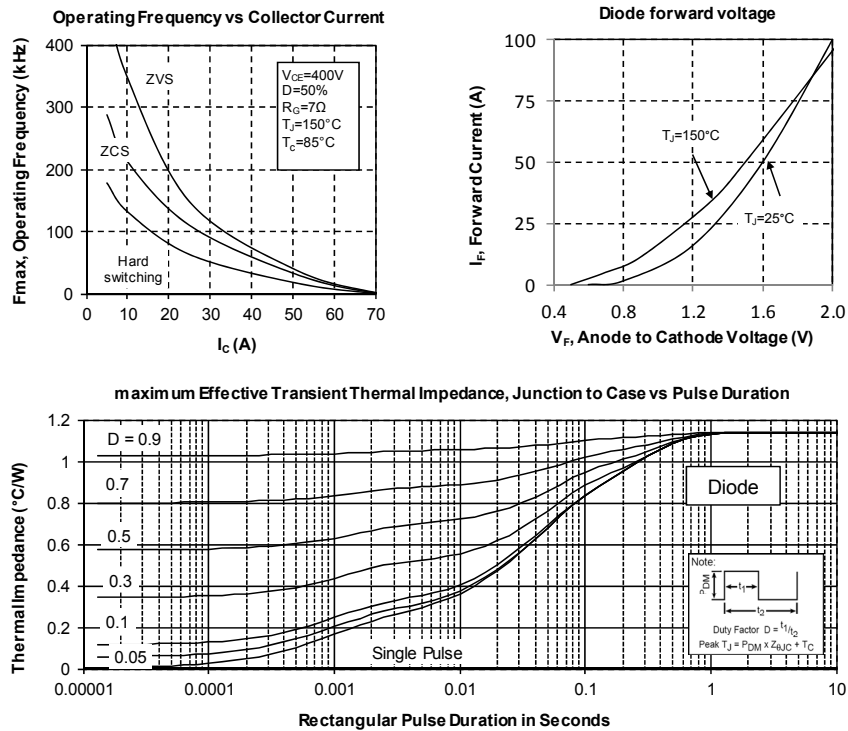 Operating Frequency vs Collector Current
Fmax, Operating Frequency (kHz)
400
300
200
100
0
ZVS
ZCS
Hard
switching
VCE=400V
D=50%
RG=7Ω
TJ=150°C
Tc=85°C
0 10 20 30 40 50 60 70
IC (A)
Diode forward voltage
IF, Forward Current (A)
100
75
50
25
0
TJ=150°C
TJ=25°C
0.4 0.8 1.2 1.6 2.0
VF, Anode to Cathode Voltage (V)
maximum Effective Transient Thermal Impedance, Junction to Case vs Pulse Duration
Thermal Impedance (°C/W)
1.2
1
0.8
0.6
0.4
0.2
0
D = 0.9
0.7
0.5
0.3
0.1
0.05
Single Pulse
Diode
Note:
PDM
t1
t2
Duty Factor D = t1/t2
Peak TJ = PDM x ZθJC + TC
0.00001 0.0001 0.001 0.01 0.1 1 10
Rectangular Pulse Duration in Seconds